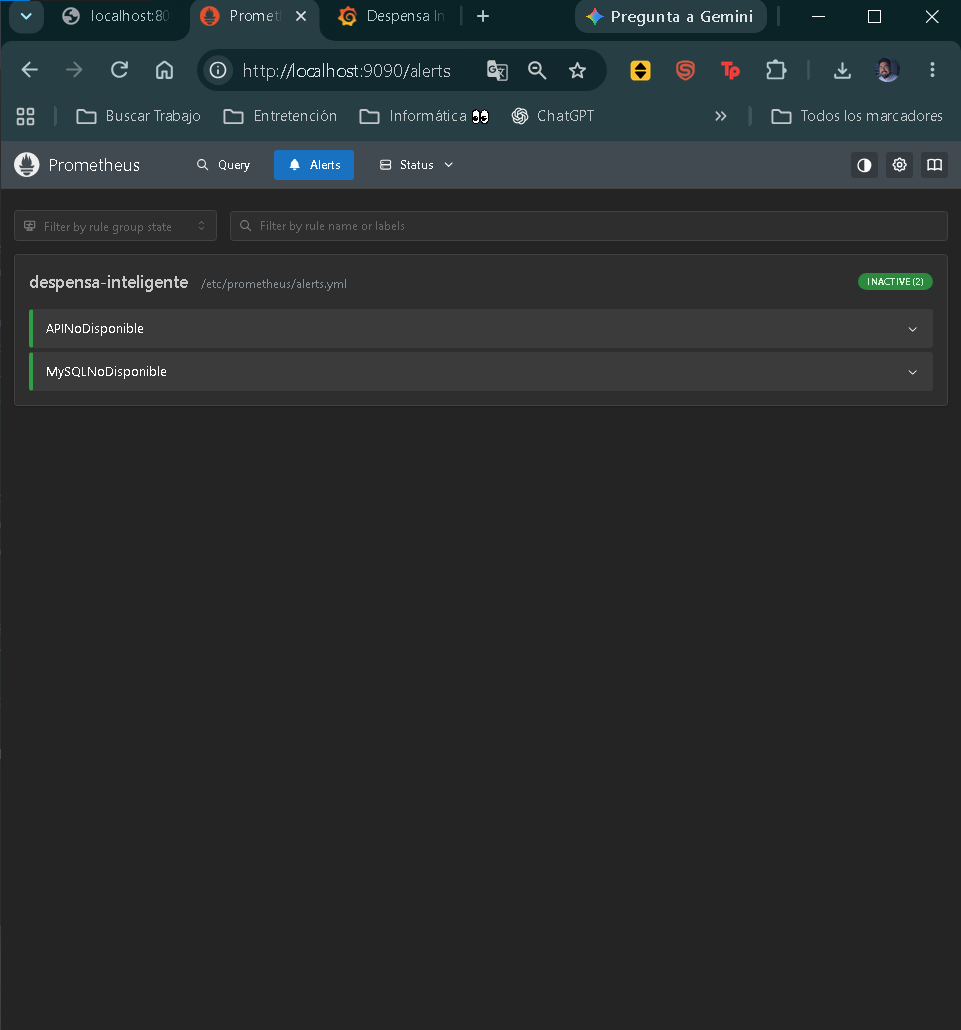 localhost:80
Promet
Despensa In
Pregunta a Gemini
http://localhost:9090/alerts
Tp
Buscar Trabajo
Entretención
Informática 👀
ChatGPT
Todos los marcadores
Prometheus
Query
Alerts
Status
Filter by rule group state
Filter by rule name or labels
despensa-inteligente /etc/prometheus/alerts.yml
INACTIVE (2)
APINoDisponible
MySQLNoDisponible